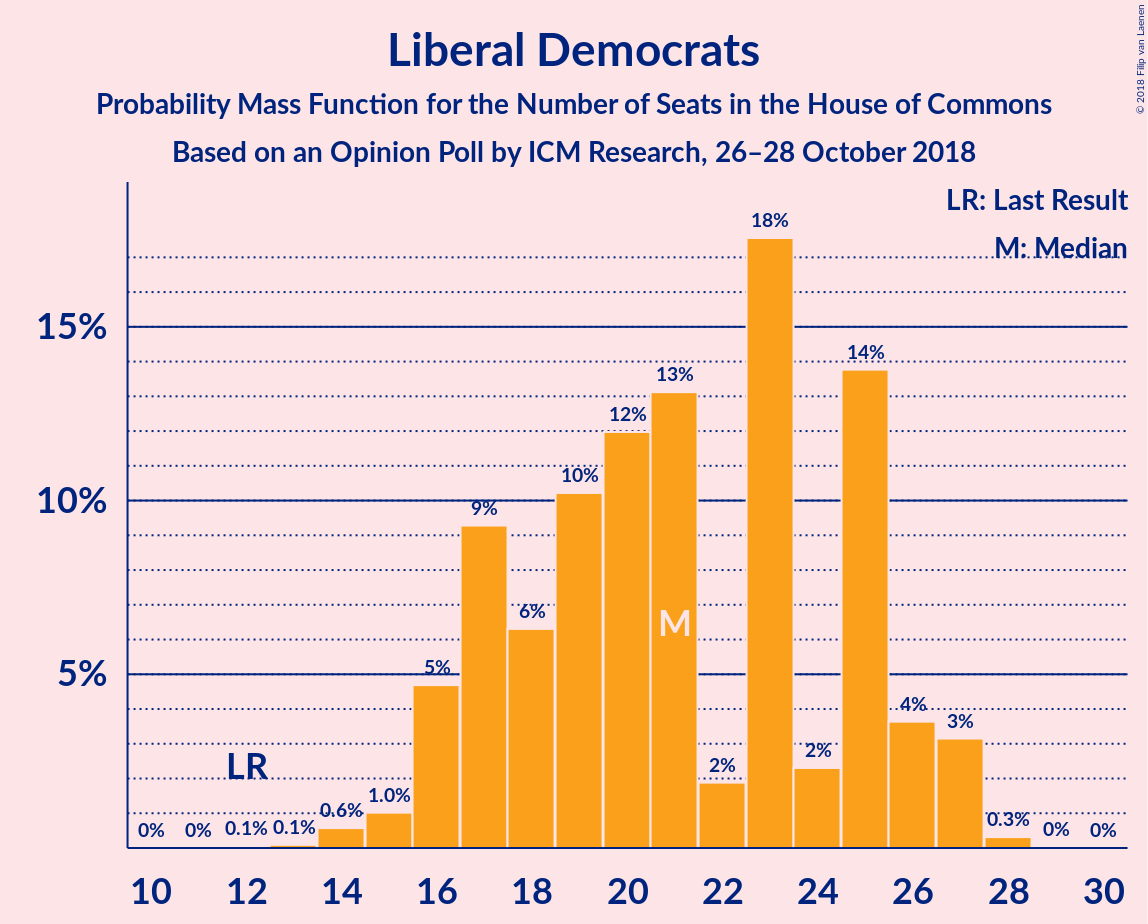 Liberal Democrats
Probability Mass Function for the Number of Seats in the House of Commons
Based on an Opinion Poll by ICM Research, 26–28 October 2018
© 2018 Filip van Laenen
LR: Last Result
M: Median
15%
10%
5%
0%
0%
0.1%
0.1%
0.6%
1.0%
5%
9%
6%
10%
12%
13%
2%
18%
2%
14%
4%
3%
0.3%
0%
0%
LR
M
10 12 14 16 18 20 22 24 26 28 30